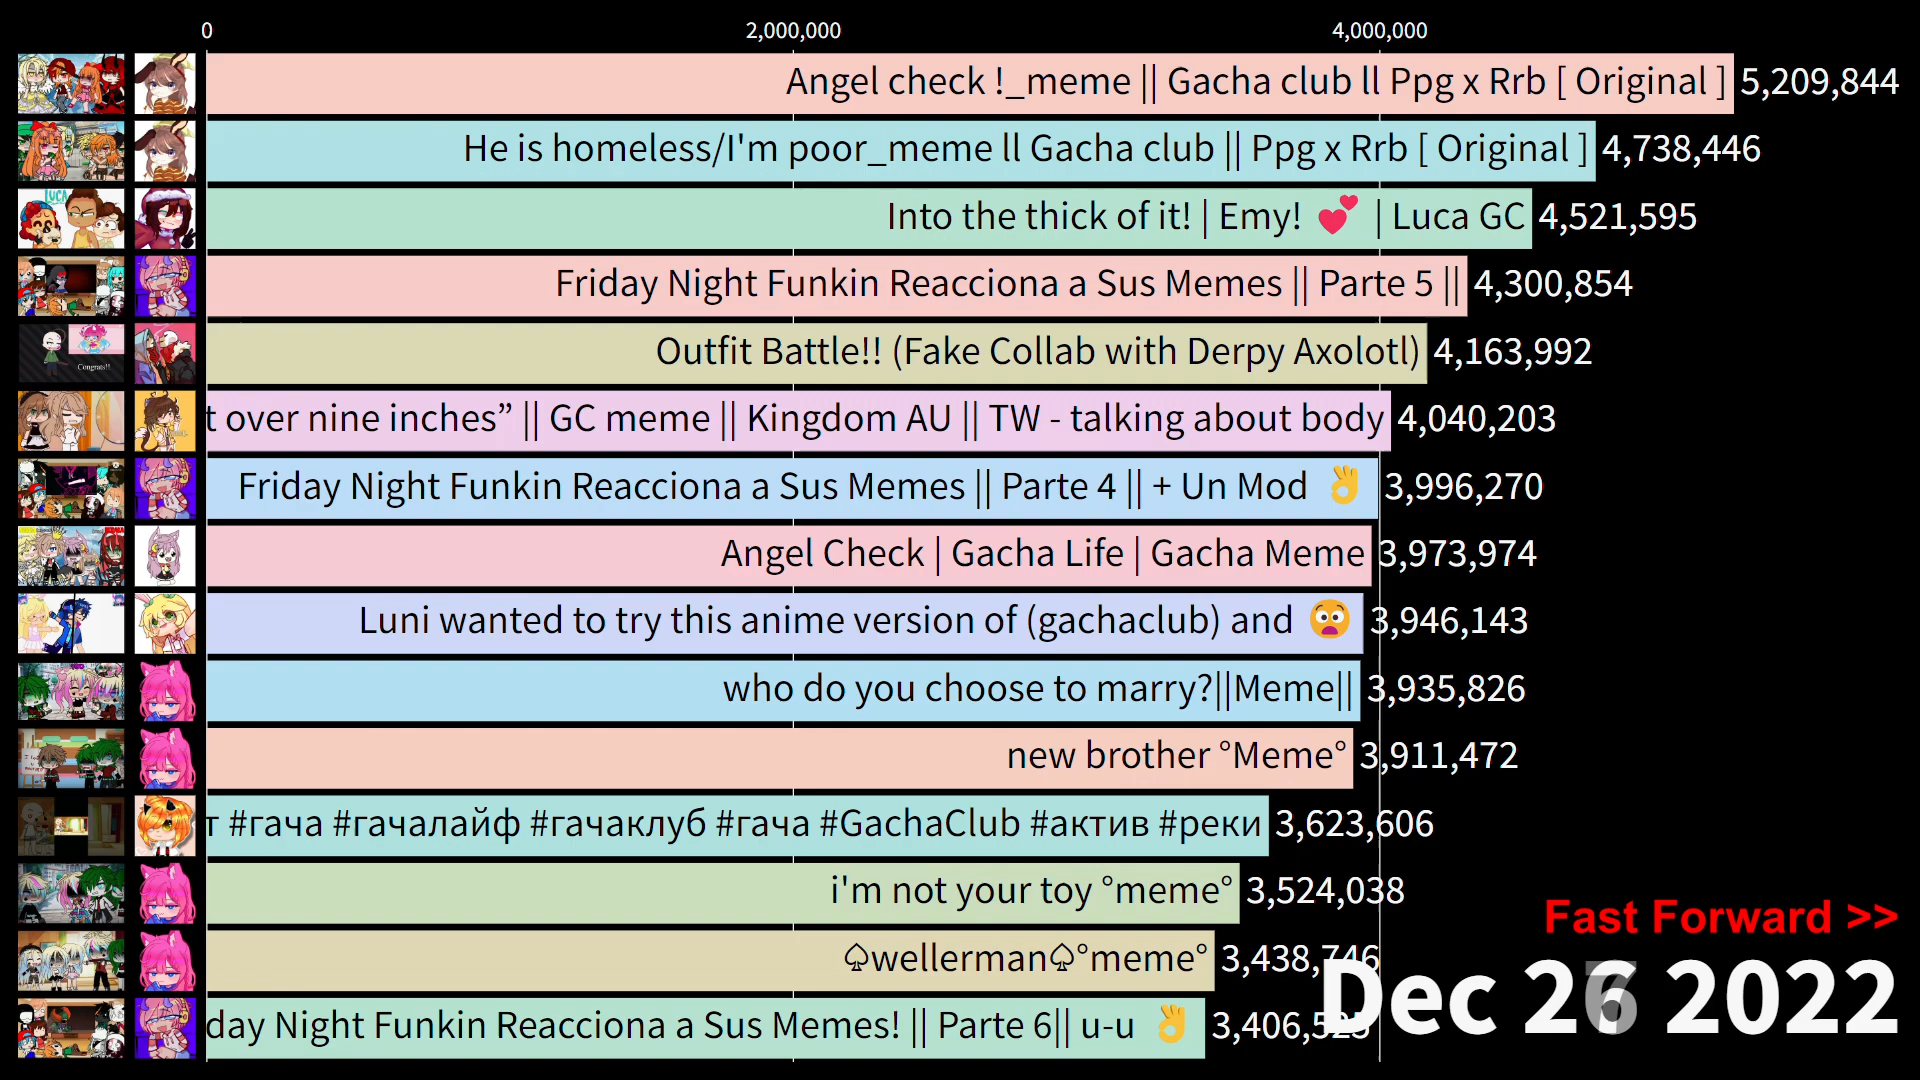 0 2,000,000 4,000,000
Angel check !_meme || Gacha club ll Ppg x Rrb [ Original ] 5,209,844
He is homeless/I'm poor_meme ll Gacha club || Ppg x Rrb [ Original ] 4,738,446
Into the thick of it! | Emy! 💕 | Luca GC 4,521,595
Friday Night Funkin Reacciona a Sus Memes || Parte 5 || 4,300,854
Outfit Battle!! (Fake Collab with Derpy Axolotl) 4,163,992
t over nine inches” || GC meme || Kingdom AU || TW - talking about body 4,040,203
Friday Night Funkin Reacciona a Sus Memes || Parte 4 || + Un Mod 👌 3,996,270
Angel Check | Gacha Life | Gacha Meme 3,973,974
Luni wanted to try this anime version of (gachaclub) and 😧 3,946,143
who do you choose to marry?||Meme|| 3,935,826
new brother °Meme° 3,911,472
т #гача #гачалайф #гачаклуб #гача #GachaClub #актив #реки 3,623,606
i'm not your toy °meme° 3,524,038
♤wellerman♤°meme° 3,438,746
day Night Funkin Reacciona a Sus Memes! || Parte 6|| u-u 👌
Fast Forward >>
Dec 26 2022
LUCA
Congrats!!